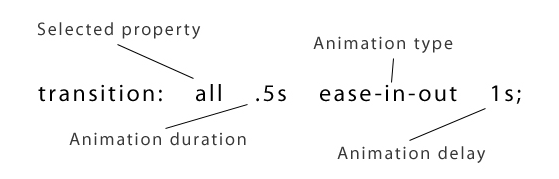 Selected property
Animation type
transition: all .5s ease-in-out 1s;
Animation duration
Animation delay